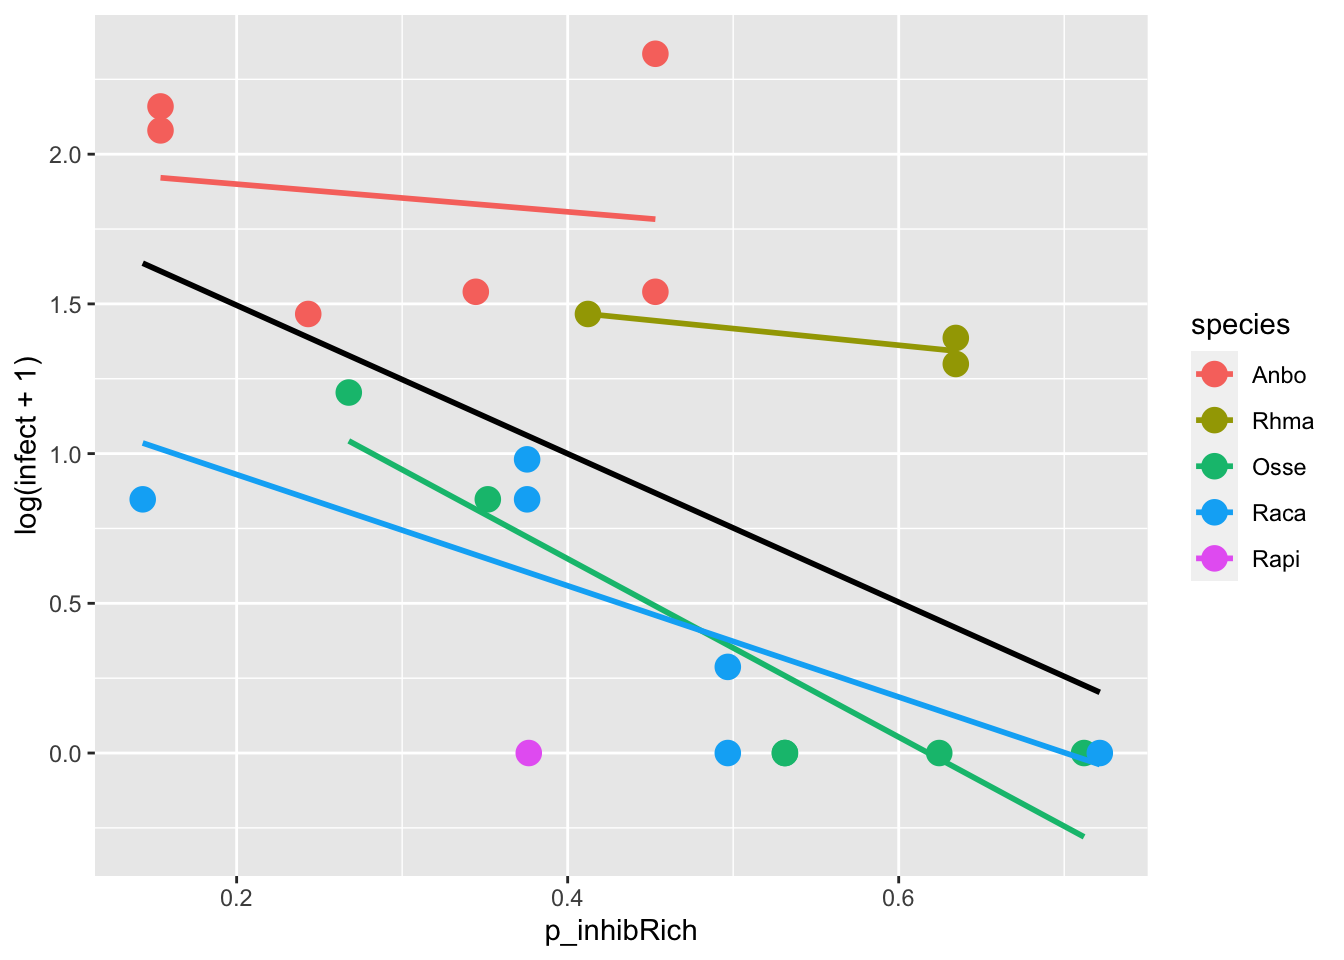 log(infect + 1)
2.0
1.5
1.0
0.5
0.0
0.2
0.4
0.6
p_inhibRich
species
Anbo
Rhma
Osse
Raca
Rapi